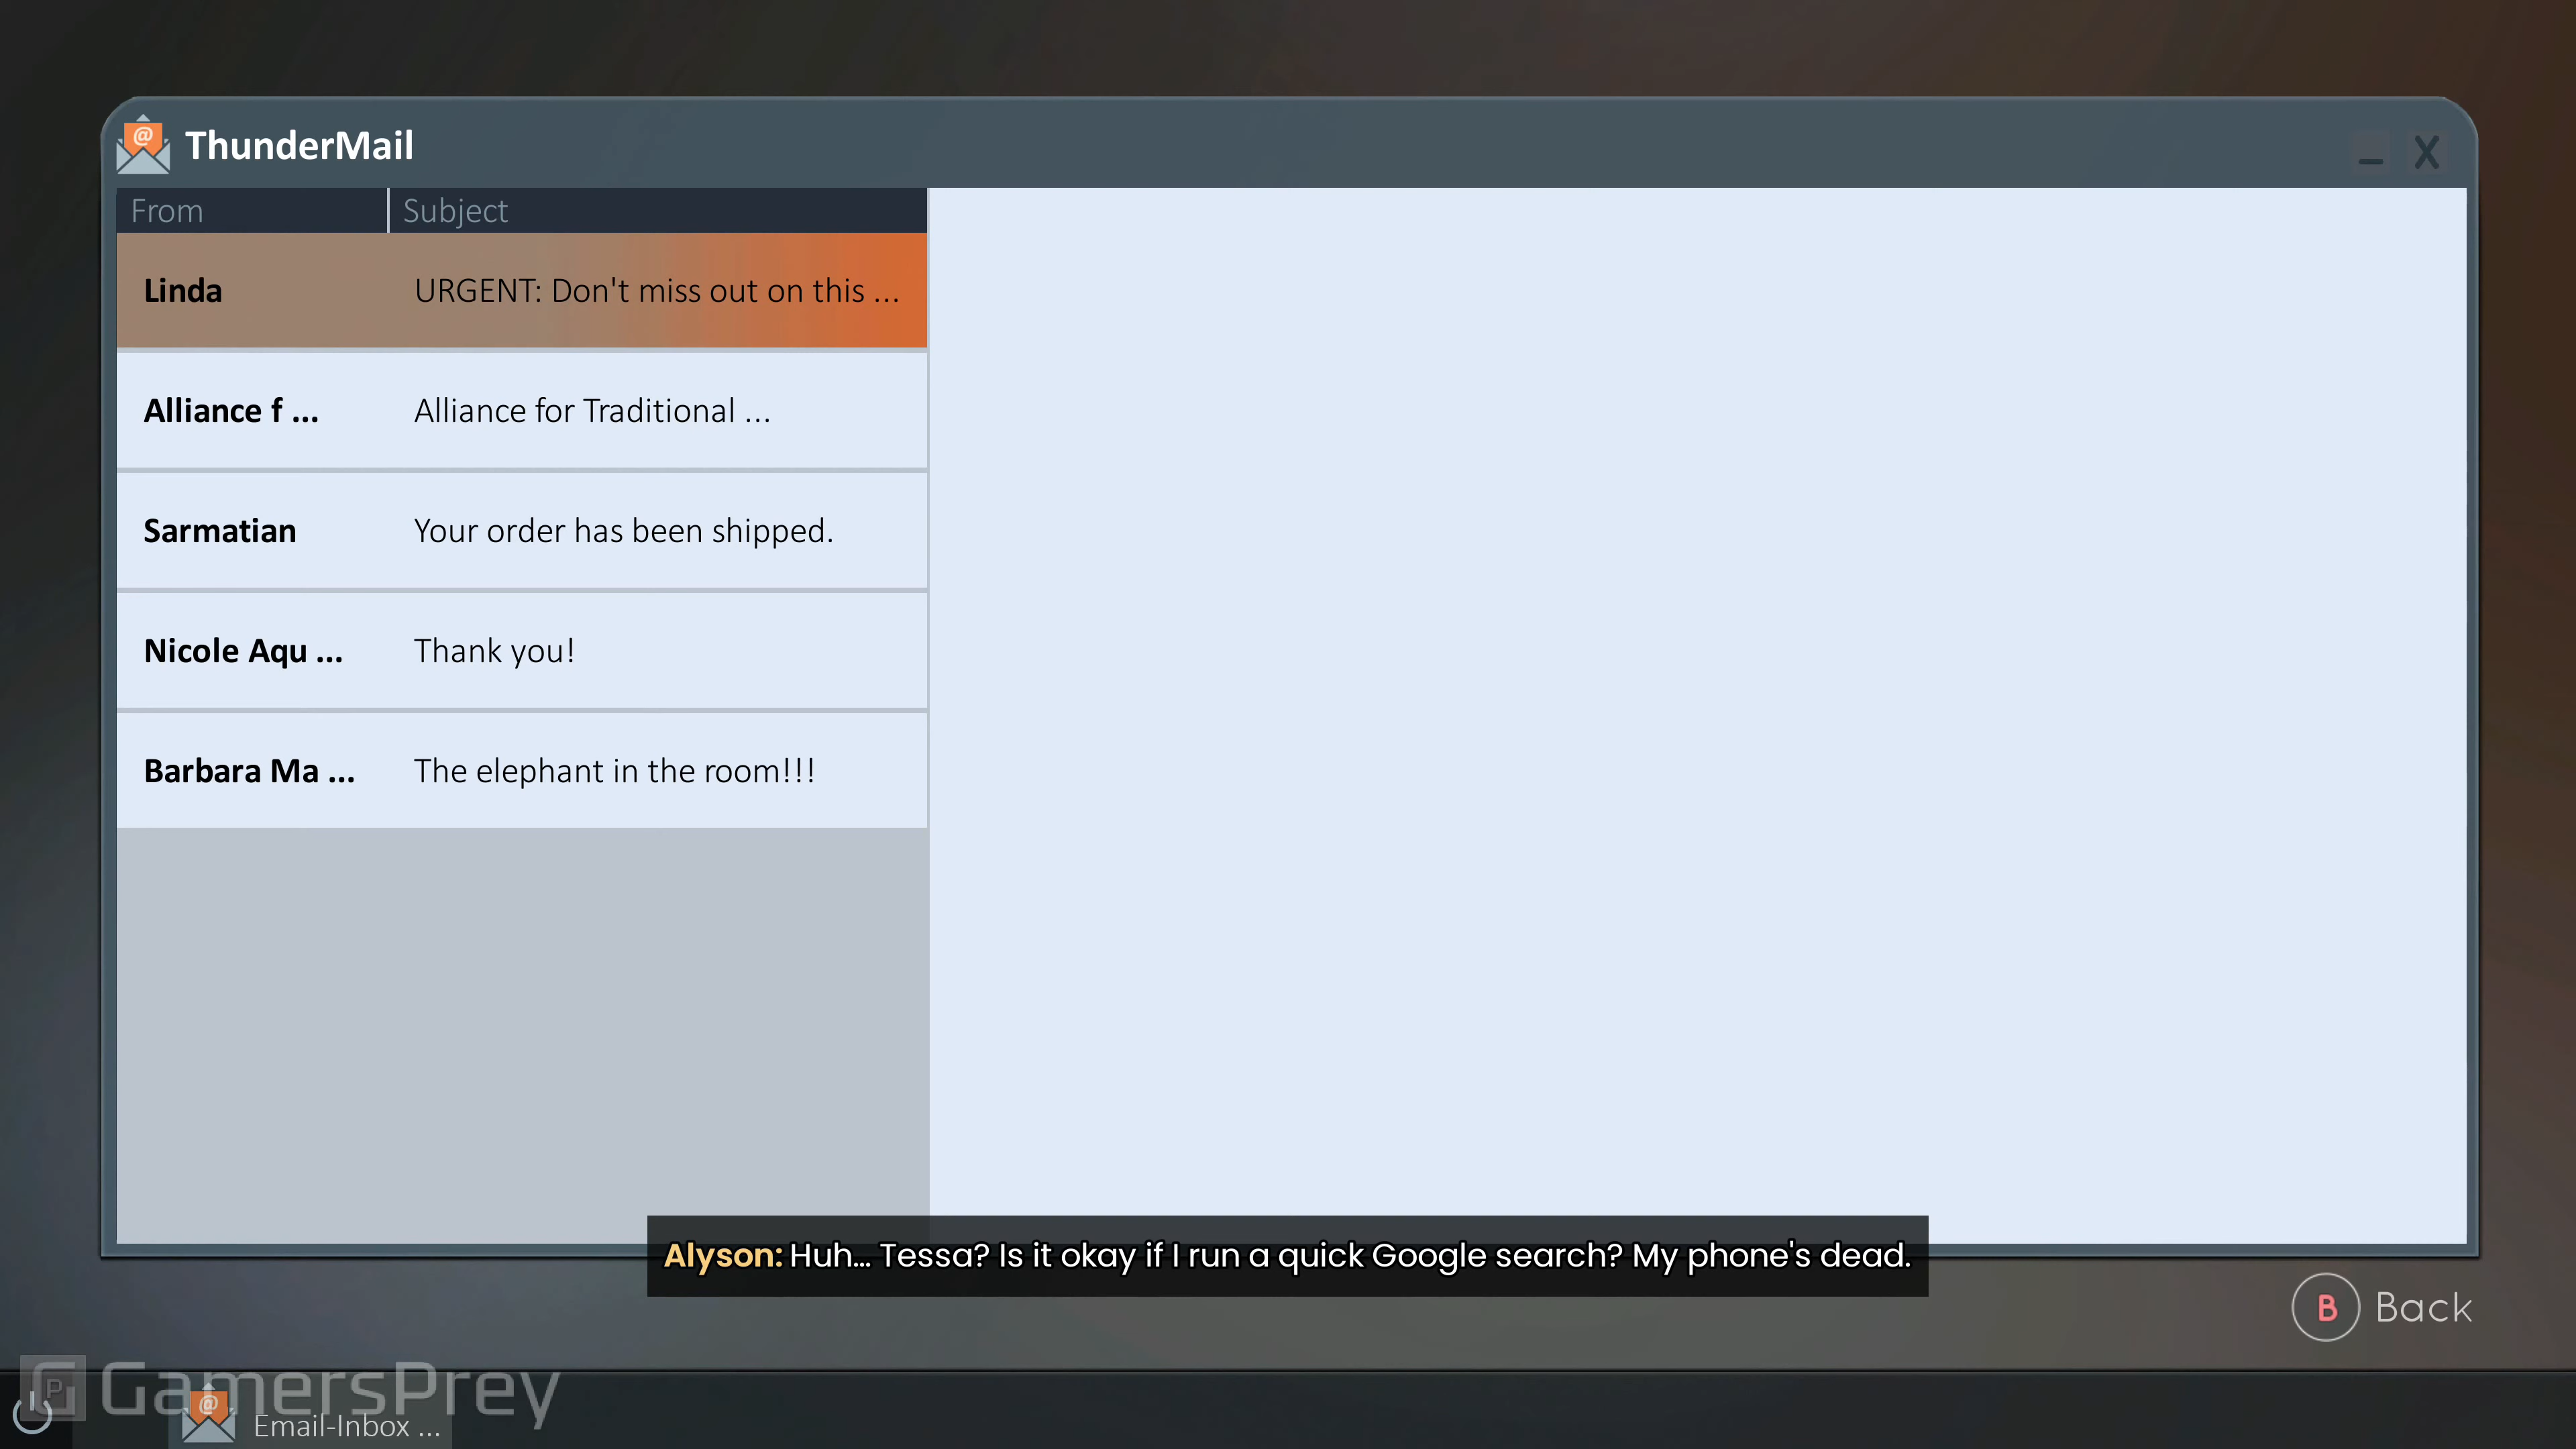 ThunderMail
_ X
From Subject
Linda URGENT: Don't miss out on this ...
Alliance f ... Alliance for Traditional ...
Sarmatian Your order has been shipped.
Nicole Aqu ... Thank you!
Barbara Ma ... The elephant in the room!!!
Alyson: Huh... Tessa? Is it okay if I run a quick Google search? My phone's dead.
B Back
GamersPrey
Email-Inbox ...